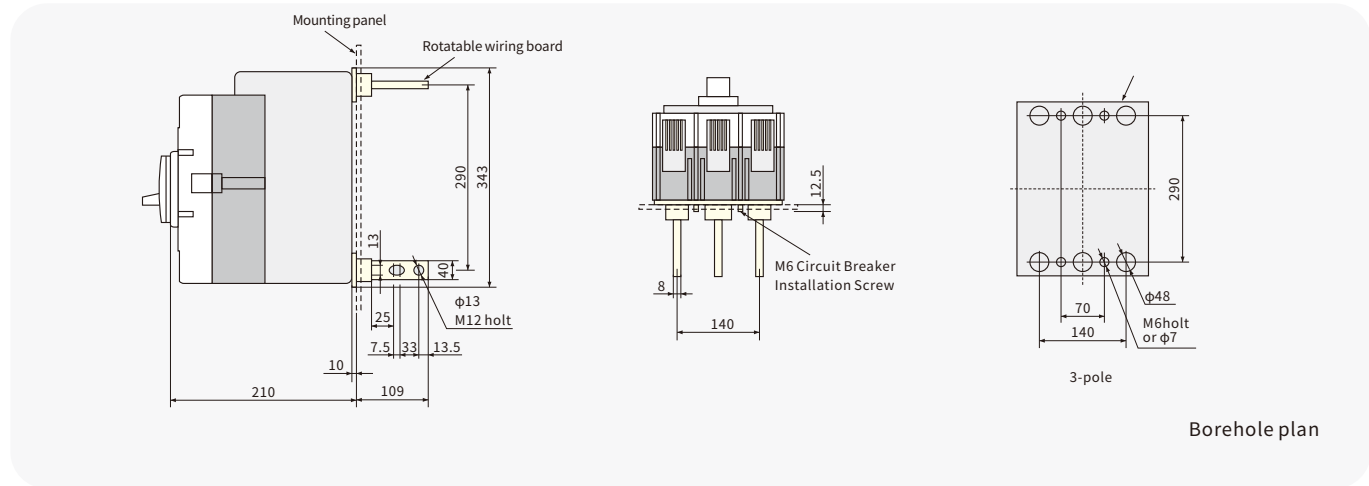 Mounting panel
Rotatable wiring board
290
343
13
40
φ13
M12 holt
25
7.5
33
13.5
10
210
109
12.5
M6 Circuit Breaker
Installation Screw
8
140
290
φ48
70
M6holt
or φ7
140
3-pole
Borehole plan